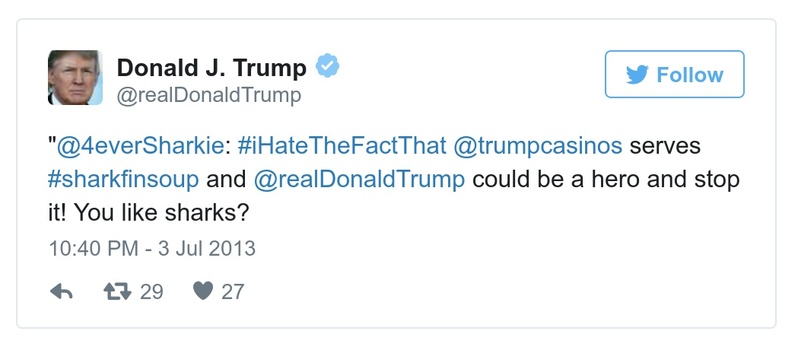 Donald J. Trump
@realDonaldTrump
Follow
"@4everSharkie: #iHateTheFactThat @trumpcasinos serves
#sharkfinsoup and @realDonaldTrump could be a hero and stop
it! You like sharks?
10:40 PM - 3 Jul 2013
29 27